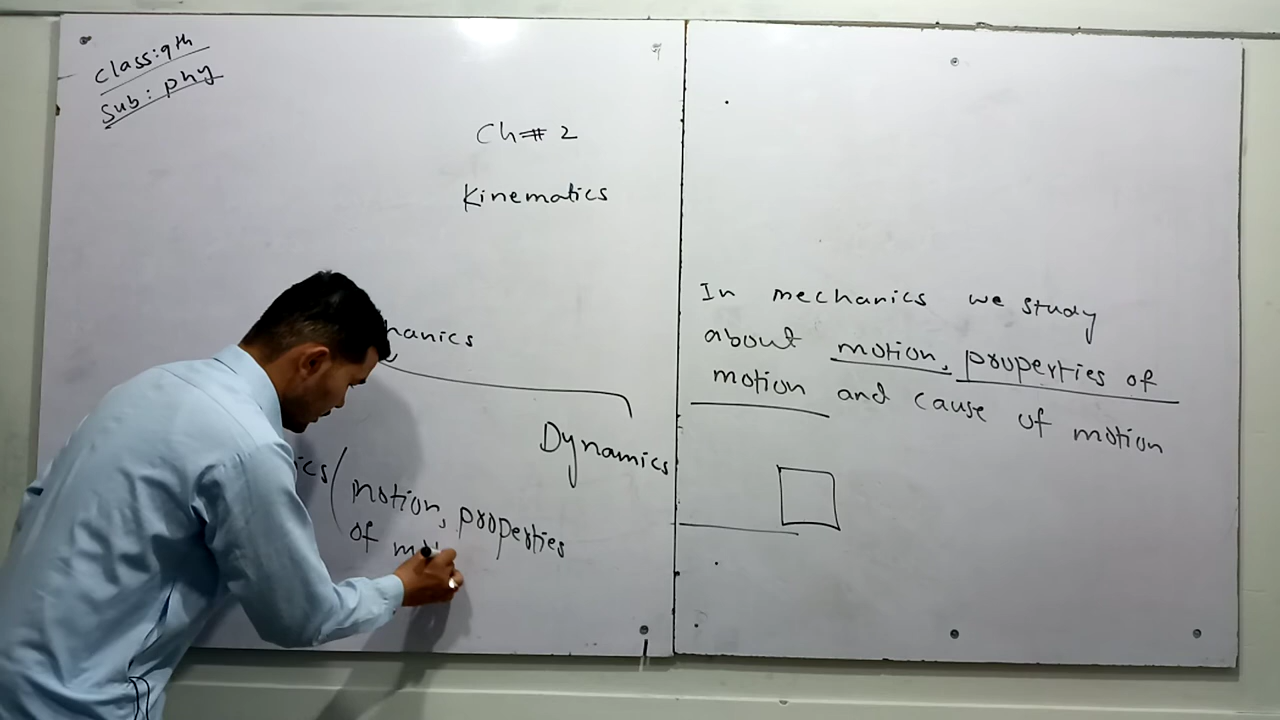 Class: 9th
Sub: phy
Ch # 2
Kinematics
hanics
Dynamics
ics (motion, properties
of m
In mechanics we study
about motion, properties of
motion and cause of motion